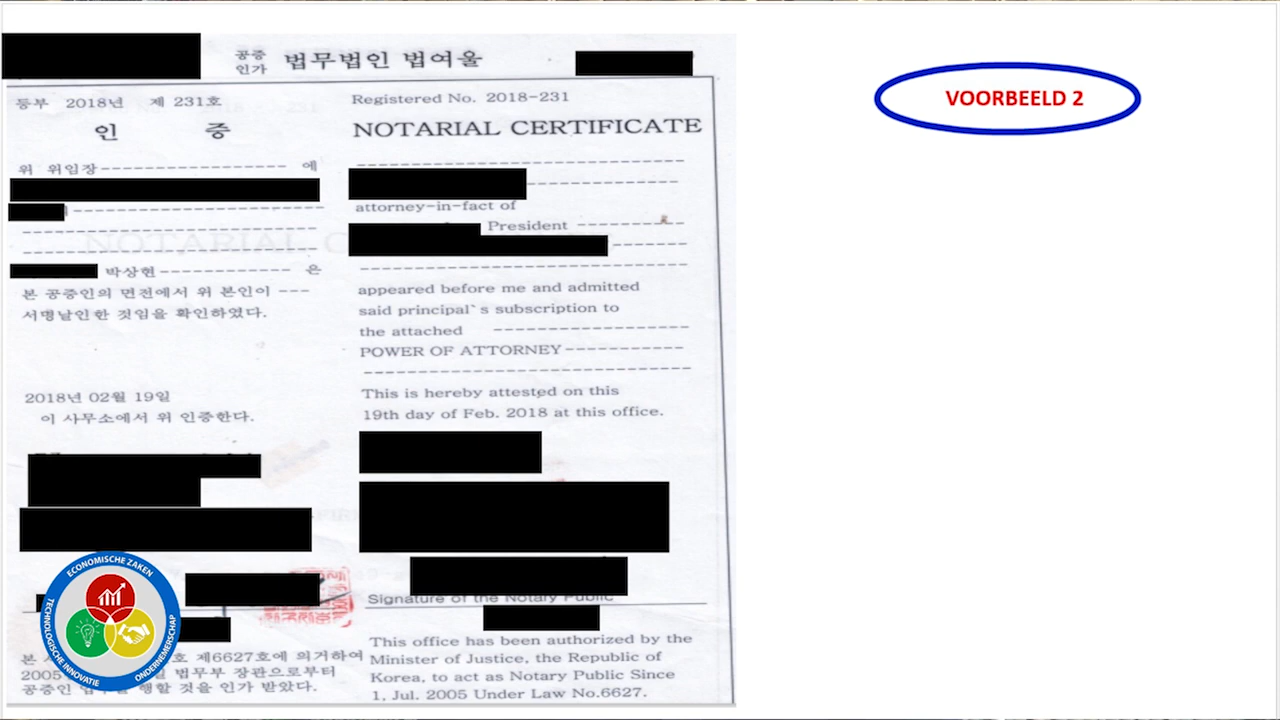 공증
인가
법무법인 법여울
등부 2018년 제 231호
인 증
위 위임장 에
박상현 은
본 공증인의 면전에서 위 본인이
서명날인한 것임을 확인하였다.
2018년 02월 19일
이 사무소에서 위 인증한다.
본
호 제6627호에 의거하여
2005
법무부 장관으로부터
공증인
행할 것을 인가 받았다.
Registered No. 2018-231
NOTARIAL CERTIFICATE
attorney-in-fact of
President
appeared before me and admitted
said principal`s subscription to
the attached
POWER OF ATTORNEY
This is hereby attested on this
19th day of Feb. 2018 at this office.
Signature of the Notary Public
This office has been authorized by the
Minister of Justice, the Republic of
Korea, to act as Notary Public Since
1, Jul. 2005 Under Law No.6627.
VOORBEELD 2
ECONOMISCHE ZAKEN
TECHNOLOGISCHE INNOVATIE
ONDERNEMERSCHAP